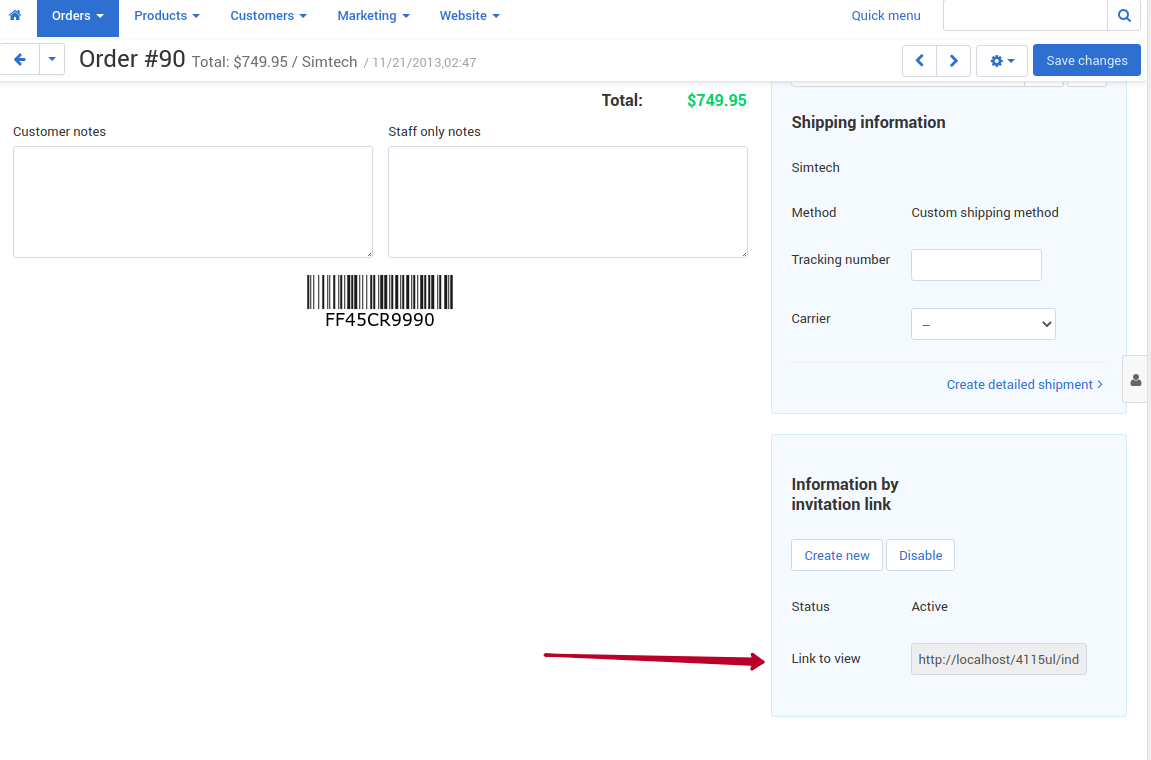 Orders Products Customers Marketing Website Quick menu
Order #90 Total: $749.95 / Simtech / 11/21/2013,02:47 Save changes
Total: $749.95
Customer notes Staff only notes
FF45CR9990
Shipping information
Simtech
Method Custom shipping method
Tracking number
Carrier --
Create detailed shipment
Information by
invitation link
Create new Disable
Status Active
Link to view http://localhost/4115ul/ind